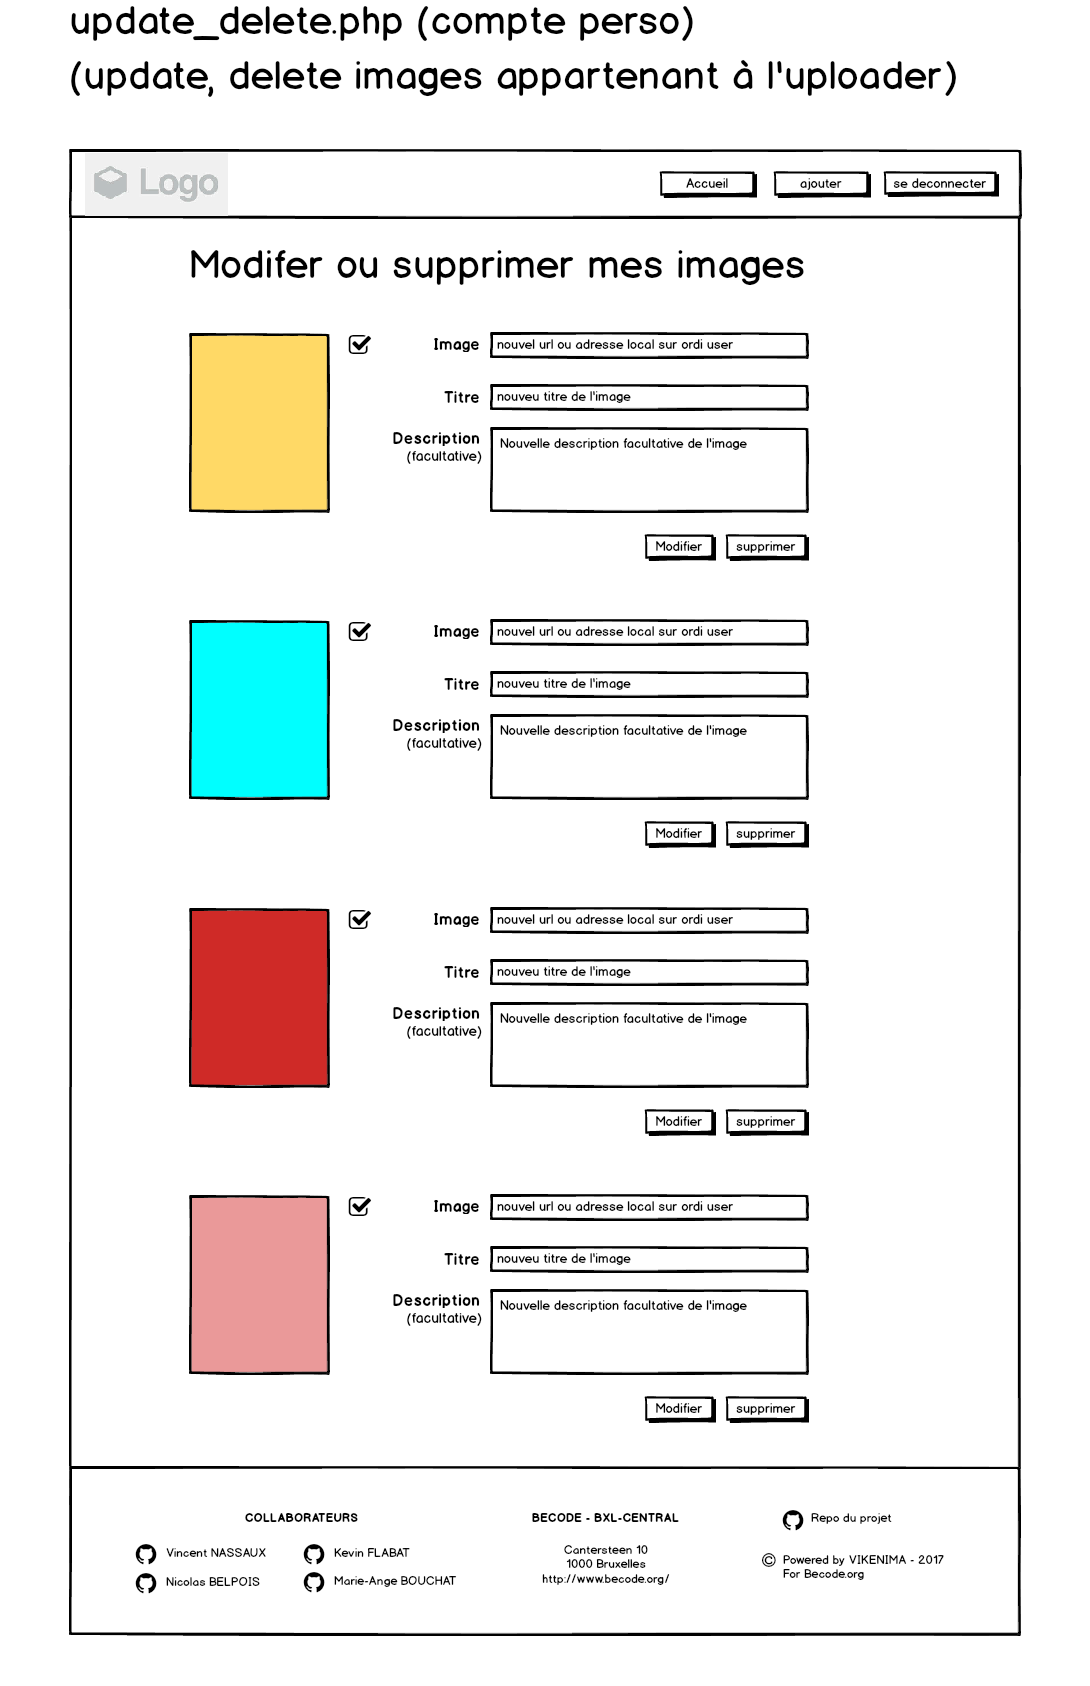 update_delete.php (compte perso)
(update, delete images appartenant à l'uploader)
Logo
Accueil
ajouter
se deconnecter
Modifer ou supprimer mes images
Image
nouvel url ou adresse local sur ordi user
Titre
nouveu titre de l'image
Description
(facultative)
Nouvelle description facultative de l'image
Modifier
supprimer
Image
nouvel url ou adresse local sur ordi user
Titre
nouveu titre de l'image
Description
(facultative)
Nouvelle description facultative de l'image
Modifier
supprimer
Image
nouvel url ou adresse local sur ordi user
Titre
nouveu titre de l'image
Description
(facultative)
Nouvelle description facultative de l'image
Modifier
supprimer
Image
nouvel url ou adresse local sur ordi user
Titre
nouveu titre de l'image
Description
(facultative)
Nouvelle description facultative de l'image
Modifier
supprimer
COLLABORATEURS
Vincent NASSAUX
Kevin FLABAT
Nicolas BELPOIS
Marie-Ange BOUCHAT
BECODE - BXL-CENTRAL
Cantersteen 10
1000 Bruxelles
http://www.becode.org/
Repo du projet
© Powered by VIKENIMA - 2017
For Becode.org